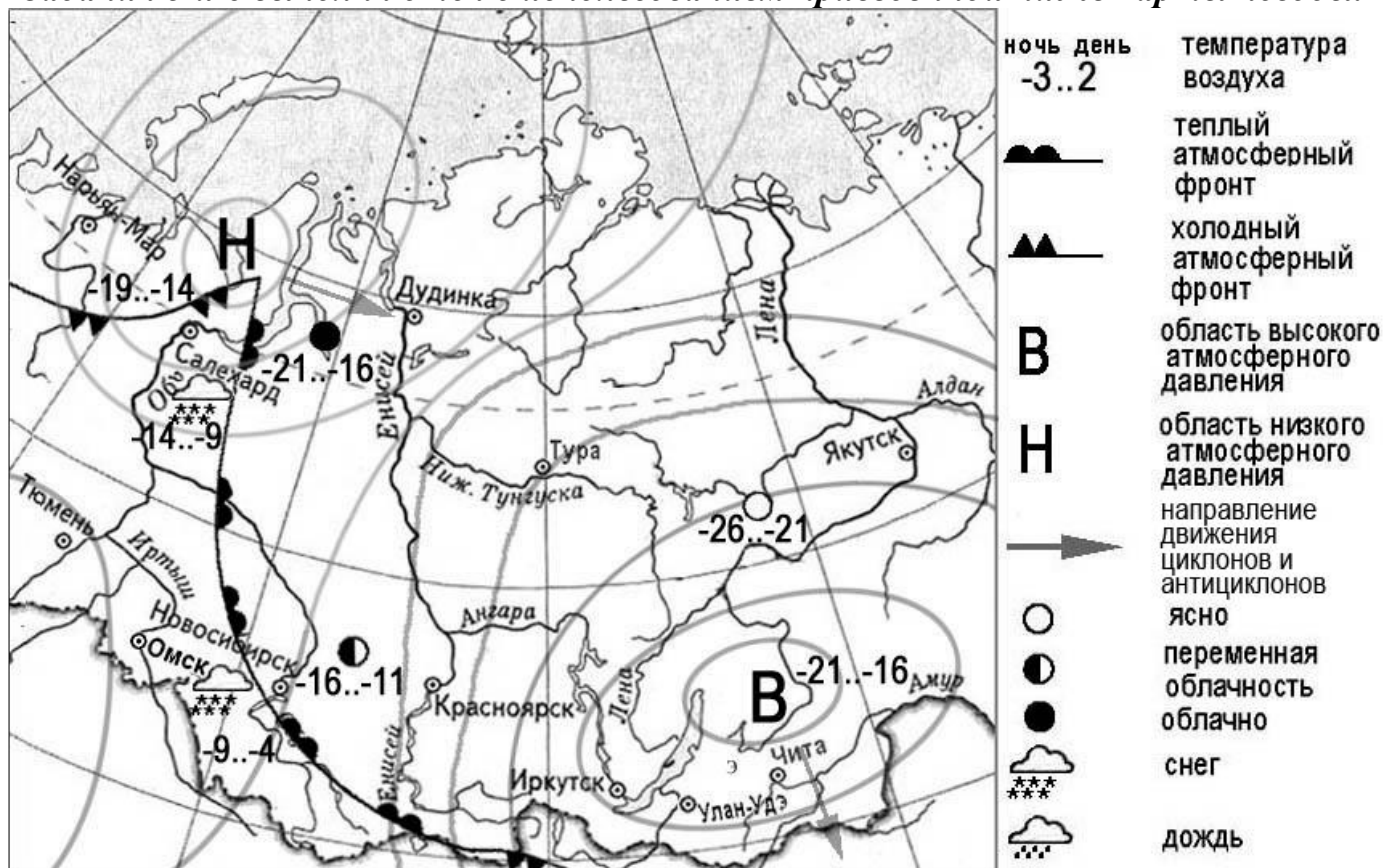 Нарьян-Мар
Н
-19..-14
Дудинка
Салехард
-21..-16
Обь
Енисей
Лена
Алдан
-14..-9
Тура
Якутск
Ниж. Тунгуска
Тюмень
-26..-21
Иртыш
Ангара
Новосибирск
Омск
-16..-11
Лена
В
-21..-16
Амур
Красноярск
-9..-4
Енисей
Иркутск
Э
Чита
Улан-Удэ
ночь день
-3..2
температура
воздуха
теплый
атмосферный
фронт
холодный
атмосферный
фронт
В
область высокого
атмосферного
давления
Н
область низкого
атмосферного
давления
направление
движения
циклонов и
антициклонов
ясно
переменная
облачность
облачно
снег
дождь